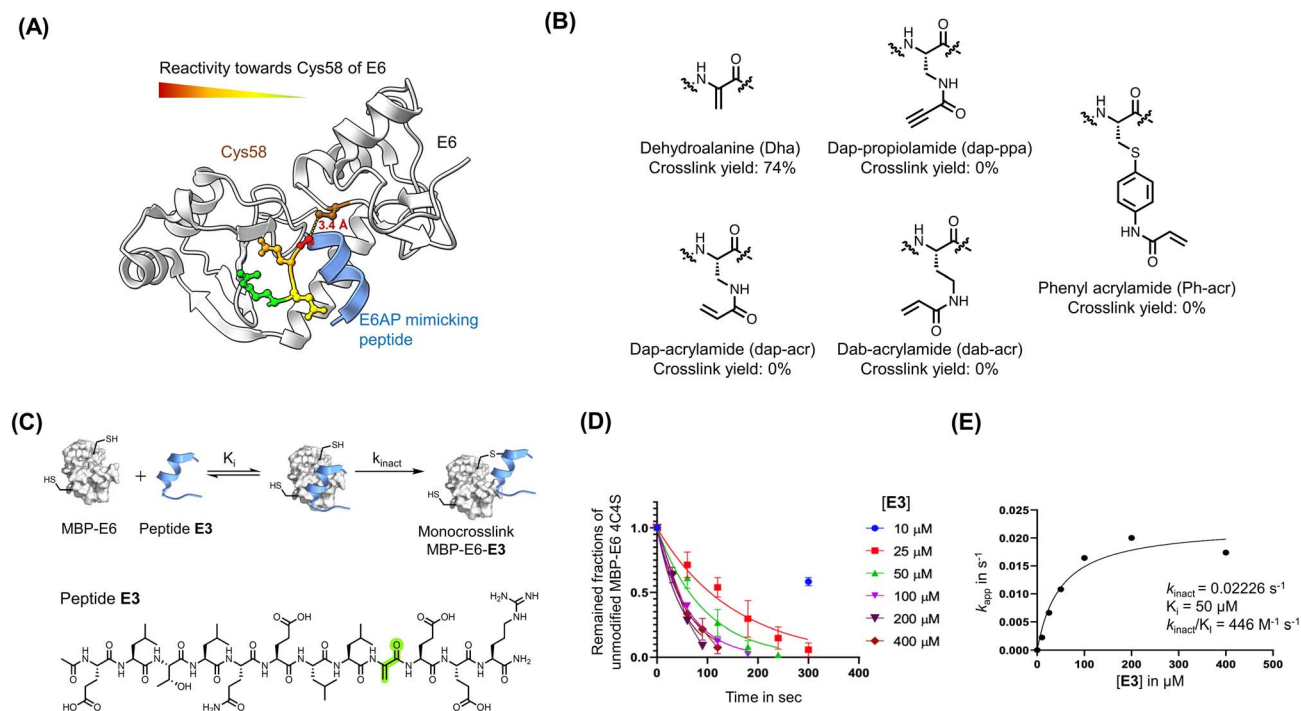 (A)
Reactivity towards Cys58 of E6
Cys58
E6
3.4 Å
E6AP mimicking
peptide
(B)
H
N
O
Dehydroalanine (Dha)
Crosslink yield: 74%
H
N
O
NH
O
Dap-propiolamide (dap-ppa)
Crosslink yield: 0%
H
N
O
S
HN
O
Phenyl acrylamide (Ph-acr)
Crosslink yield: 0%
H
N
O
NH
O
Dap-acrylamide (dap-acr)
Crosslink yield: 0%
H
N
O
N
H
O
Dab-acrylamide (dab-acr)
Crosslink yield: 0%
(C)
SH
HS
MBP-E6
+
Peptide E3
Ki
SH
HS
kinact
S
HS
Monocrosslink
MBP-E6-E3
Peptide E3
(D)
Remained fractions of
unmodified MBP-E6 4C4S
1.0
0.5
0.0
0 100 200 300 400
Time in sec
[E3]
10 µM
25 µM
50 µM
100 µM
200 µM
400 µM
(E)
kapp in s-1
0.025
0.020
0.015
0.010
0.005
0.000
0 100 200 300 400 500
[E3] in µM
kinact = 0.02226 s-1
Ki = 50 µM
kinact/KI = 446 M-1 s-1